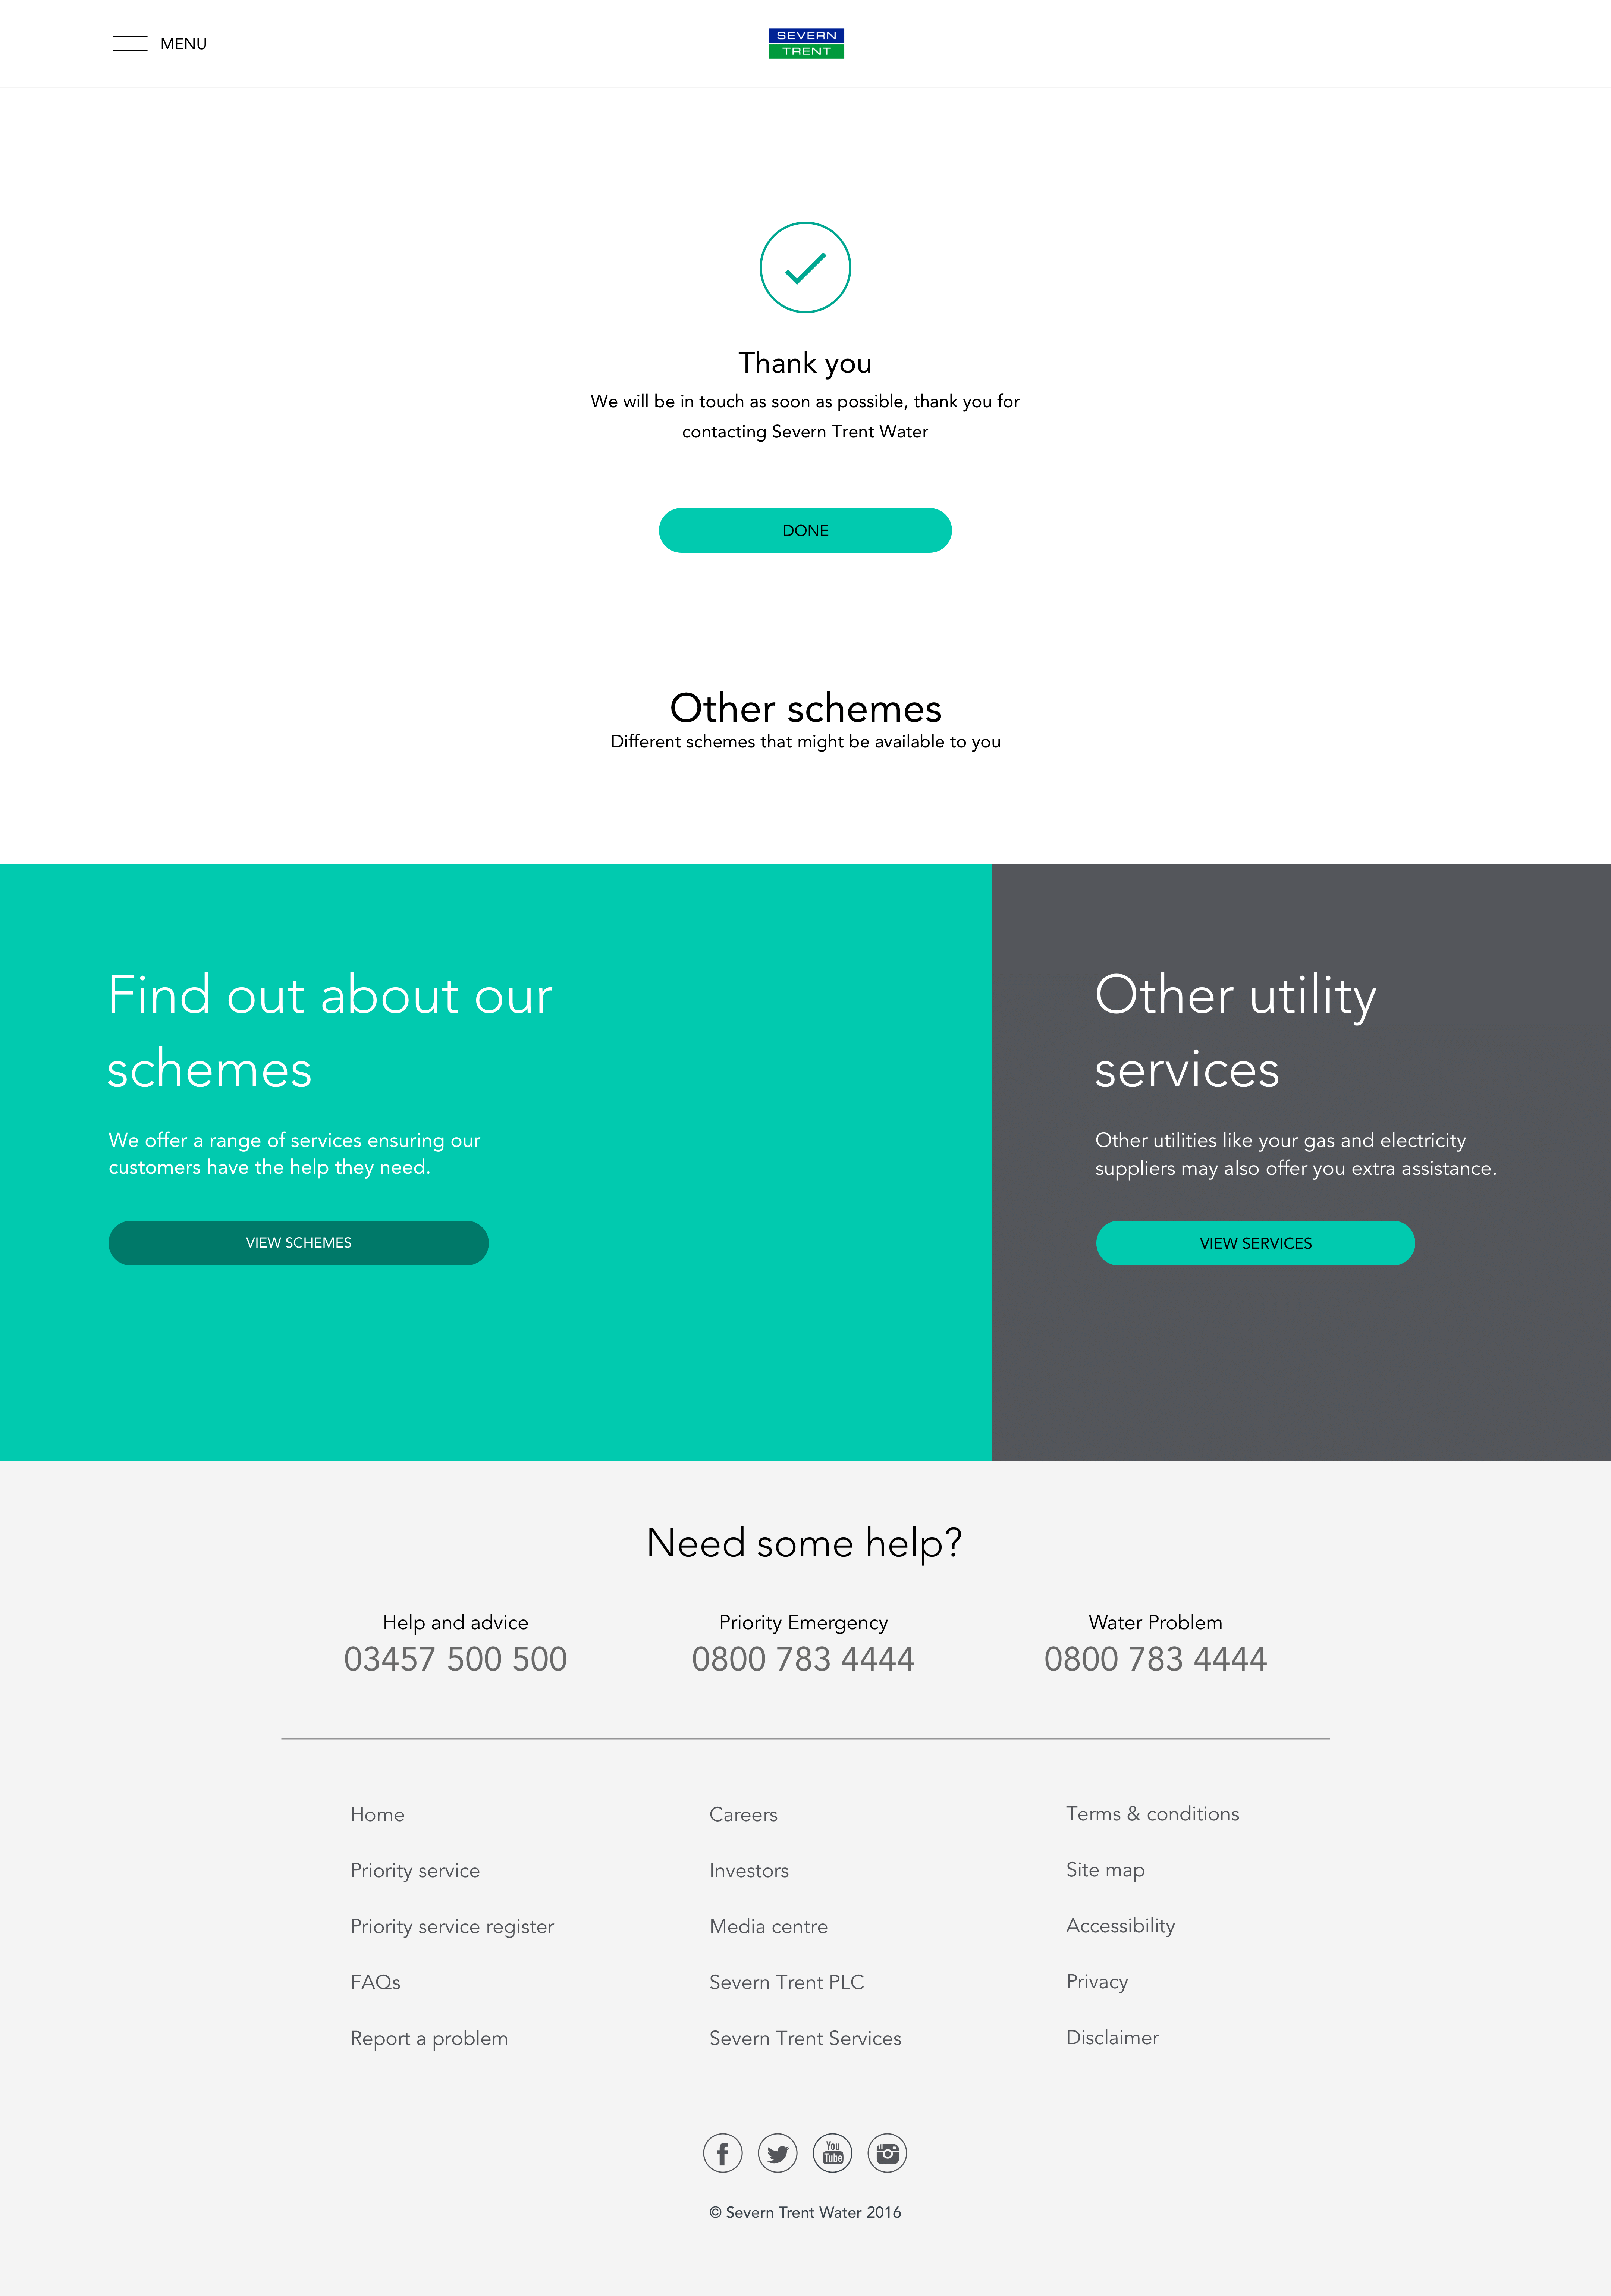 MENU
SEVERN
TRENT
Thank you
We will be in touch as soon as possible, thank you for
contacting Severn Trent Water
DONE
Other schemes
Different schemes that might be available to you
Find out about our
schemes
We offer a range of services ensuring our
customers have the help they need.
VIEW SCHEMES
Other utility
services
Other utilities like your gas and electricity
suppliers may also offer you extra assistance.
VIEW SERVICES
Need some help?
Help and advice
03457 500 500
Priority Emergency
0800 783 4444
Water Problem
0800 783 4444
Home
Priority service
Priority service register
FAQs
Report a problem
Careers
Investors
Media centre
Severn Trent PLC
Severn Trent Services
Terms & conditions
Site map
Accessibility
Privacy
Disclaimer
You
Tube
© Severn Trent Water 2016